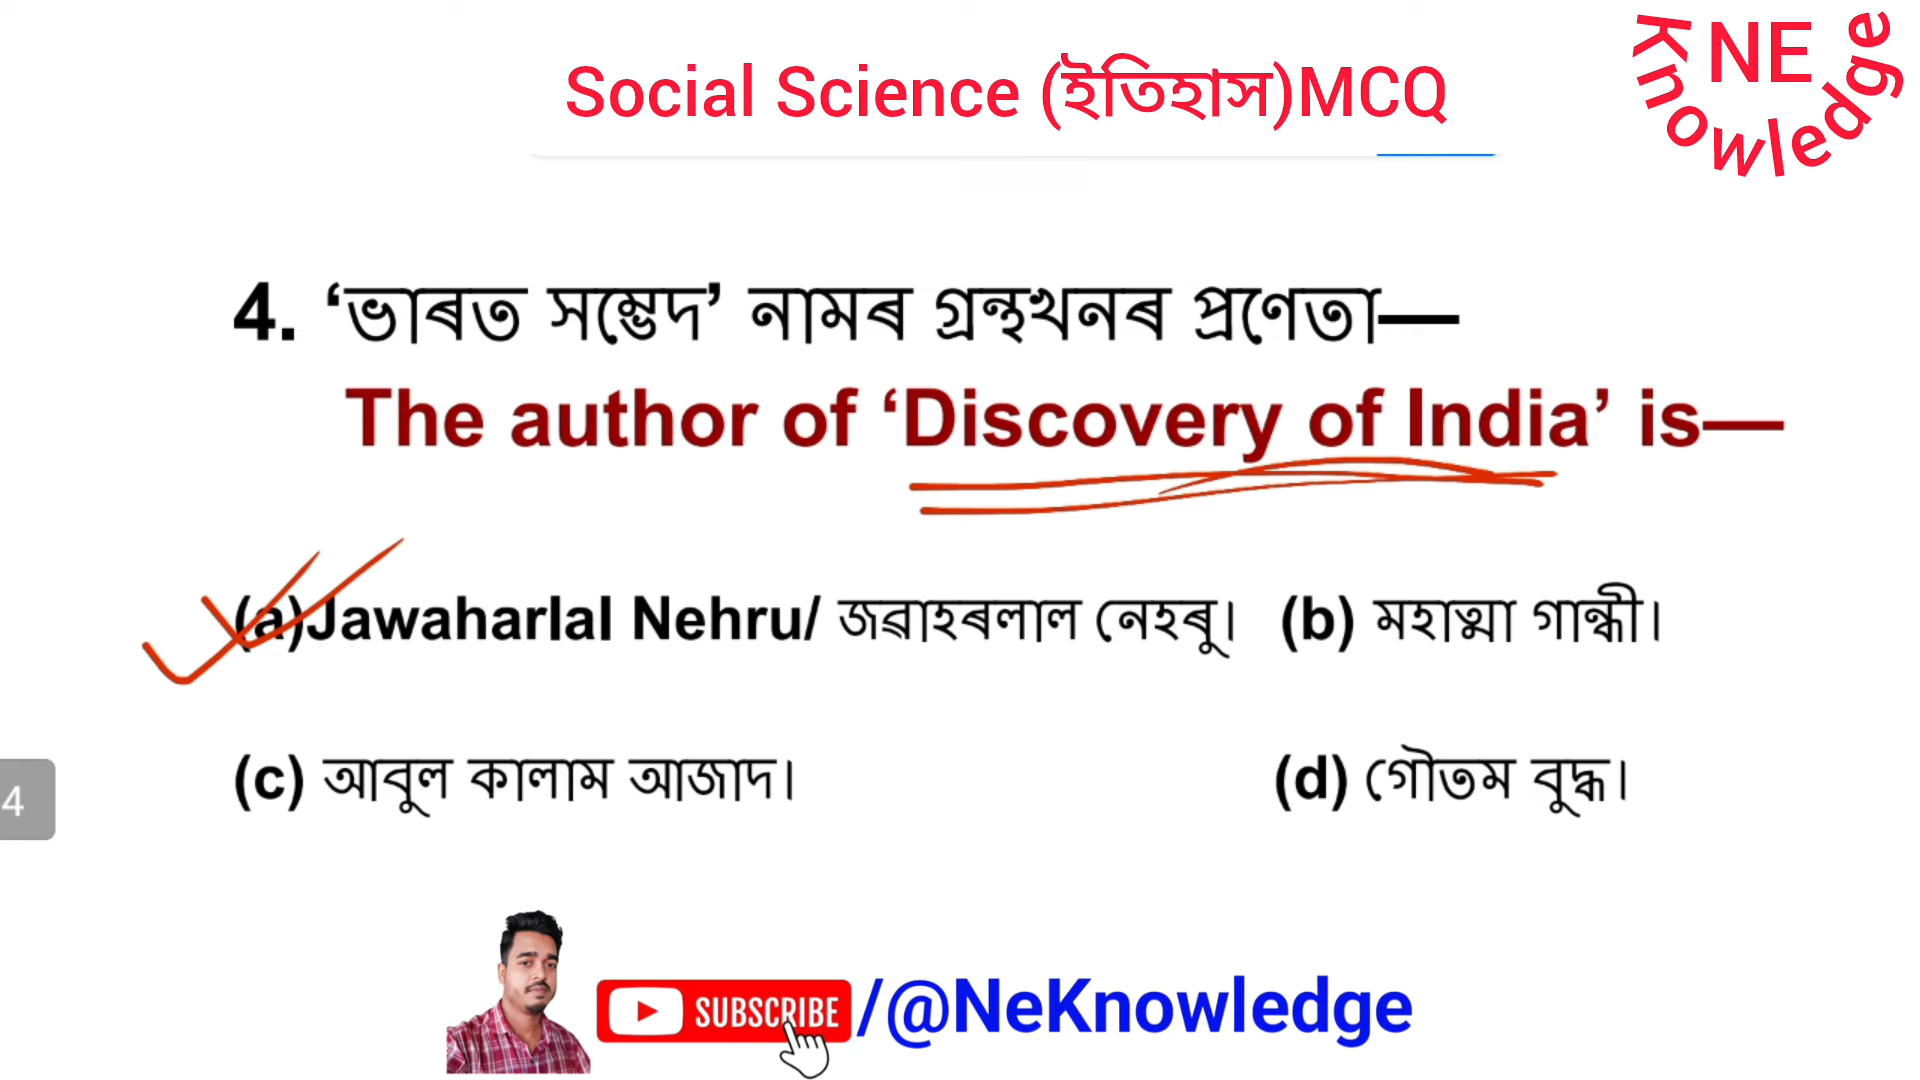 Social Science (ইতিহাস)MCQ
NE Knowledge
4. ‘ভাৰত সম্ভেদ’ নামৰ গ্ৰন্থখনৰ প্ৰণেতা—
The author of ‘Discovery of India’ is—
(a)Jawaharlal Nehru/ জৱাহৰলাল নেহৰু। (b) মহাত্মা গান্ধী।
(c) আবুল কালাম আজাদ। (d) গৌতম বুদ্ধ।
4
SUBSCRIBE /@NeKnowledge